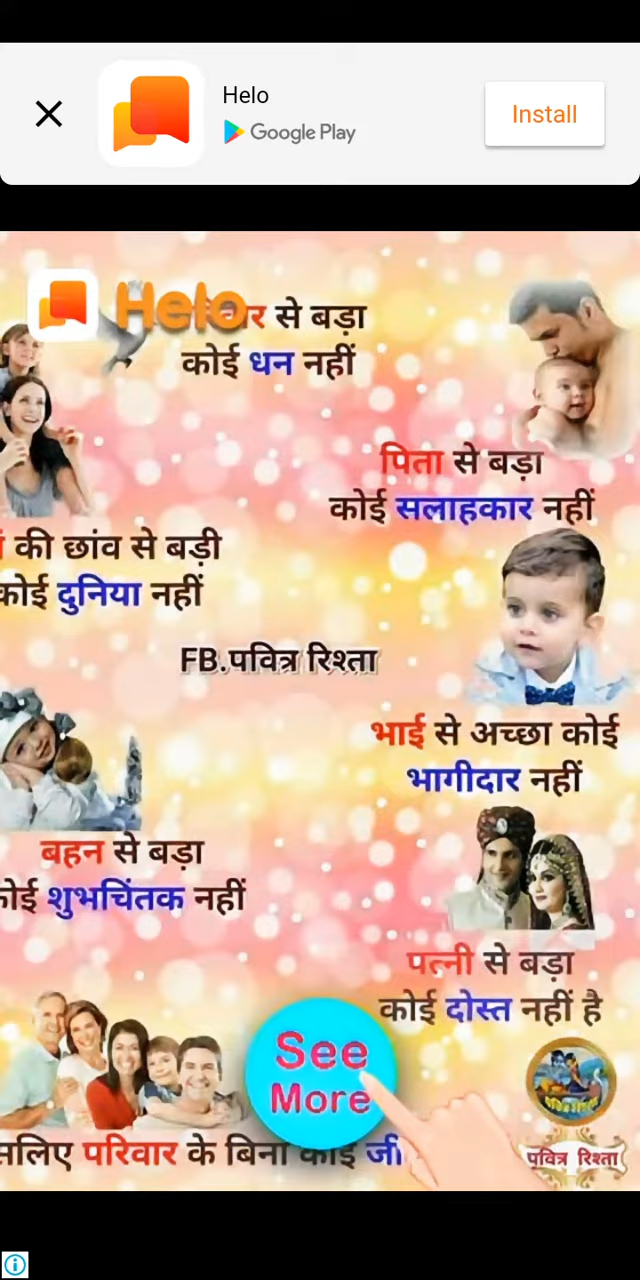 Helo
Google Play
Install
Helo
से बड़ा
कोई धन नहीं
पिता से बड़ा
कोई सलाहकार नहीं
की छांव से बड़ी
कोई दुनिया नहीं
FB.पवित्र रिश्ता
भाई से अच्छा कोई
भागीदार नहीं
बहन से बड़ा
शुभचिंतक नहीं
पत्नी से बड़ा
कोई दोस्त नहीं है
See
More
परिवार के बिना कोई
पवित्र रिश्ता